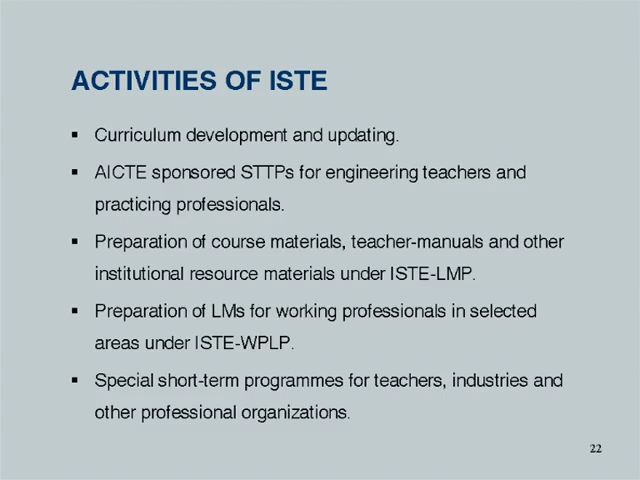 ACTIVITIES OF ISTE
▪ Curriculum development and updating.
▪ AICTE sponsored STTPs for engineering teachers and
practicing professionals.
▪ Preparation of course materials, teacher-manuals and other
institutional resource materials under ISTE-LMP.
▪ Preparation of LMs for working professionals in selected
areas under ISTE-WPLP.
▪ Special short-term programmes for teachers, industries and
other professional organizations.
22